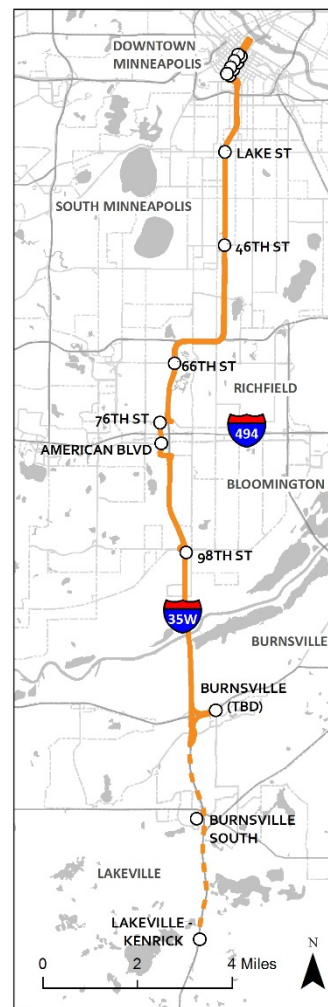 DOWNTOWN
MINNEAPOLIS
LAKE ST
SOUTH MINNEAPOLIS
46TH ST
66TH ST
RICHFIELD
76TH ST
494
AMERICAN BLVD
BLOOMINGTON
98TH ST
35W
BURNSVILLE
BURNSVILLE
(TBD)
BURNSVILLE
SOUTH
LAKEVILLE
LAKEVILLE -
KENRICK
N
0 2 4 Miles